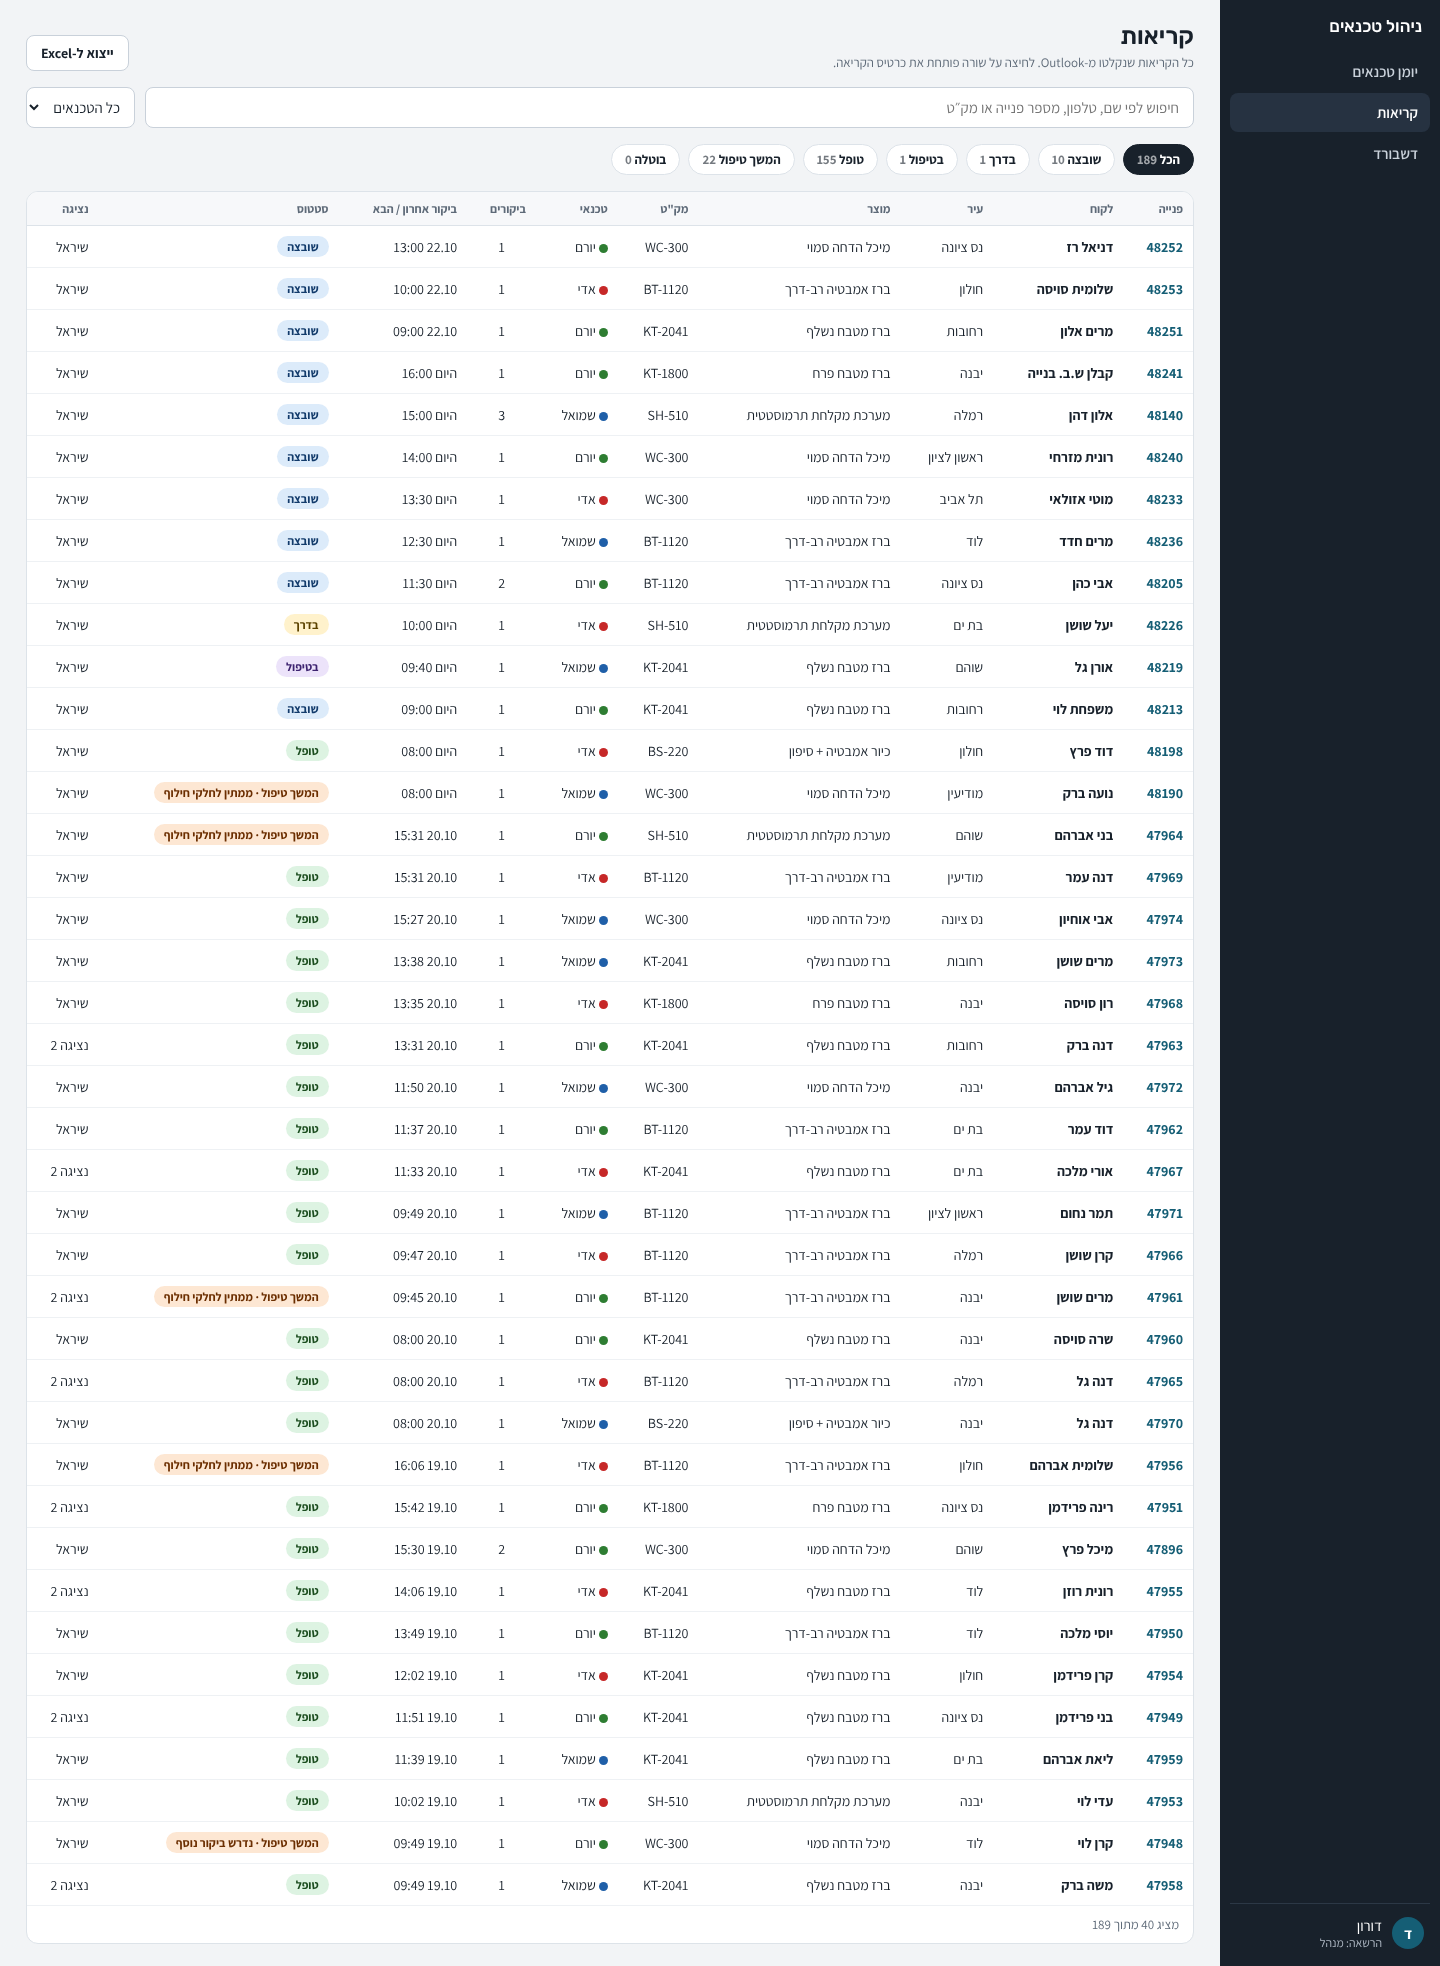 ניהול טכנאים
יומן טכנאים
קריאות
דשבורד
קריאות
כל הקריאות שנקלטו מ-Outlook. לחיצה על שורה פותחת את כרטיס הקריאה.
ייצוא ל-Excel
חיפוש לפי שם, טלפון, מספר פנייה או מק״ט
כל הטכנאים
הכל 189 שובצה 10 בדרך 1 בטיפול 1 טופל 155 המשך טיפול 22 בוטלה 0
פנייה לקוח עיר מוצר מק"ט טכנאי ביקורים ביקור אחרון / הבא סטטוס נציגה
48252 דניאל רז נס ציונה מיכל הדחה סמוי WC-300 יורם 1 22.10 13:00 שובצה שיראל
48253 שלומית סויסה חולון ברז אמבטיה רב-דרך BT-1120 אדי 1 22.10 10:00 שובצה שיראל
48251 מרים אלון רחובות ברז מטבח נשלף KT-2041 יורם 1 22.10 09:00 שובצה שיראל
48241 קבלן ש.ב. בנייה יבנה ברז מטבח פרח KT-1800 יורם 1 היום 16:00 שובצה שיראל
48140 אלון דהן רמלה מערכת מקלחת תרמוסטטית SH-510 שמואל 3 היום 15:00 שובצה שיראל
48240 רונית מזרחי ראשון לציון מיכל הדחה סמוי WC-300 יורם 1 היום 14:00 שובצה שיראל
48233 מוטי אזולאי תל אביב מיכל הדחה סמוי WC-300 אדי 1 היום 13:30 שובצה שיראל
48236 מרים חדד לוד ברז אמבטיה רב-דרך BT-1120 שמואל 1 היום 12:30 שובצה שיראל
48205 אבי כהן נס ציונה ברז אמבטיה רב-דרך BT-1120 יורם 2 היום 11:30 שובצה שיראל
48226 יעל ששון בת ים מערכת מקלחת תרמוסטטית SH-510 אדי 1 היום 10:00 בדרך שיראל
48219 אורן גל שוהם ברז מטבח נשלף KT-2041 שמואל 1 היום 09:40 בטיפול שיראל
48213 משפחת לוי רחובות ברז מטבח נשלף KT-2041 יורם 1 היום 09:00 שובצה שיראל
48198 דוד פרץ חולון כיור אמבטיה + סיפון BS-220 אדי 1 היום 08:00 טופל שיראל
48190 נועה ברק מודיעין מיכל הדחה סמוי WC-300 שמואל 1 היום 08:00 המשך טיפול · ממתין לחלקי חילוף שיראל
47964 בני אברהם שוהם מערכת מקלחת תרמוסטטית SH-510 יורם 1 20.10 15:31 המשך טיפול · ממתין לחלקי חילוף שיראל
47969 דנה עמר מודיעין ברז אמבטיה רב-דרך BT-1120 אדי 1 20.10 15:31 טופל שיראל
47974 אבי אוחיון נס ציונה מיכל הדחה סמוי WC-300 שמואל 1 20.10 15:27 טופל שיראל
47973 מרים ששון רחובות ברז מטבח נשלף KT-2041 שמואל 1 20.10 13:38 טופל שיראל
47968 רון סויסה יבנה ברז מטבח פרח KT-1800 אדי 1 20.10 13:35 טופל שיראל
47963 דנה ברק רחובות ברז מטבח נשלף KT-2041 יורם 1 20.10 13:31 טופל נציגה 2
47972 גיל אברהם יבנה מיכל הדחה סמוי WC-300 שמואל 1 20.10 11:50 טופל שיראל
47962 דוד עמר בת ים ברז אמבטיה רב-דרך BT-1120 יורם 1 20.10 11:37 טופל שיראל
47967 אורי מלכה בת ים ברז מטבח נשלף KT-2041 אדי 1 20.10 11:33 טופל נציגה 2
47971 תמר נחום ראשון לציון ברז אמבטיה רב-דרך BT-1120 שמואל 1 20.10 09:49 טופל שיראל
47966 קרן ששון רמלה ברז אמבטיה רב-דרך BT-1120 אדי 1 20.10 09:47 טופל שיראל
47961 מרים ששון יבנה ברז אמבטיה רב-דרך BT-1120 יורם 1 20.10 09:45 המשך טיפול · ממתין לחלקי חילוף נציגה 2
47960 שרה סויסה יבנה ברז מטבח נשלף KT-2041 יורם 1 20.10 08:00 טופל שיראל
47965 דנה גל רמלה ברז אמבטיה רב-דרך BT-1120 אדי 1 20.10 08:00 טופל נציגה 2
47970 דנה גל יבנה כיור אמבטיה + סיפון BS-220 שמואל 1 20.10 08:00 טופל שיראל
47956 שלומית אברהם חולון ברז אמבטיה רב-דרך BT-1120 אדי 1 19.10 16:06 המשך טיפול · ממתין לחלקי חילוף שיראל
47951 רינה פרידמן נס ציונה ברז מטבח פרח KT-1800 יורם 1 19.10 15:42 טופל נציגה 2
47896 מיכל פרץ שוהם מיכל הדחה סמוי WC-300 יורם 2 19.10 15:30 טופל שיראל
47955 רונית רוזן לוד ברז מטבח נשלף KT-2041 אדי 1 19.10 14:06 טופל נציגה 2
47950 יוסי מלכה לוד ברז אמבטיה רב-דרך BT-1120 יורם 1 19.10 13:49 טופל שיראל
47954 קרן פרידמן חולון ברז מטבח נשלף KT-2041 אדי 1 19.10 12:02 טופל שיראל
47949 בני פרידמן נס ציונה ברז מטבח נשלף KT-2041 יורם 1 19.10 11:51 טופל נציגה 2
47959 ליאת אברהם בת ים ברז מטבח נשלף KT-2041 שמואל 1 19.10 11:39 טופל שיראל
47953 עדי לוי יבנה מערכת מקלחת תרמוסטטית SH-510 אדי 1 19.10 10:02 טופל שיראל
47948 קרן לוי לוד מיכל הדחה סמוי WC-300 יורם 1 19.10 09:49 המשך טיפול · נדרש ביקור נוסף שיראל
47958 משה ברק יבנה ברז מטבח נשלף KT-2041 שמואל 1 19.10 09:49 טופל נציגה 2
מציג 40 מתוך 189
ד
דורון
הרשאה: מנהל